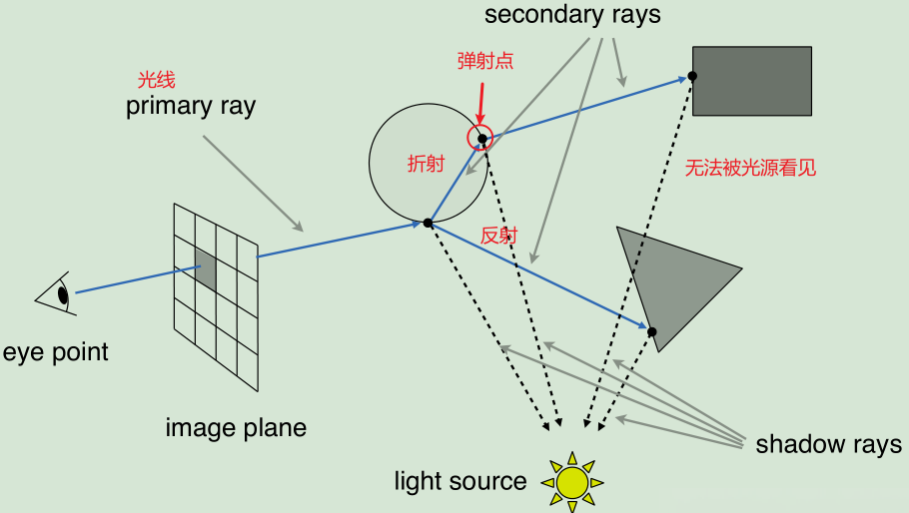 secondary rays
弹射点
光线
primary ray
折射
无法被光源看见
反射
eye point
image plane
shadow rays
light source